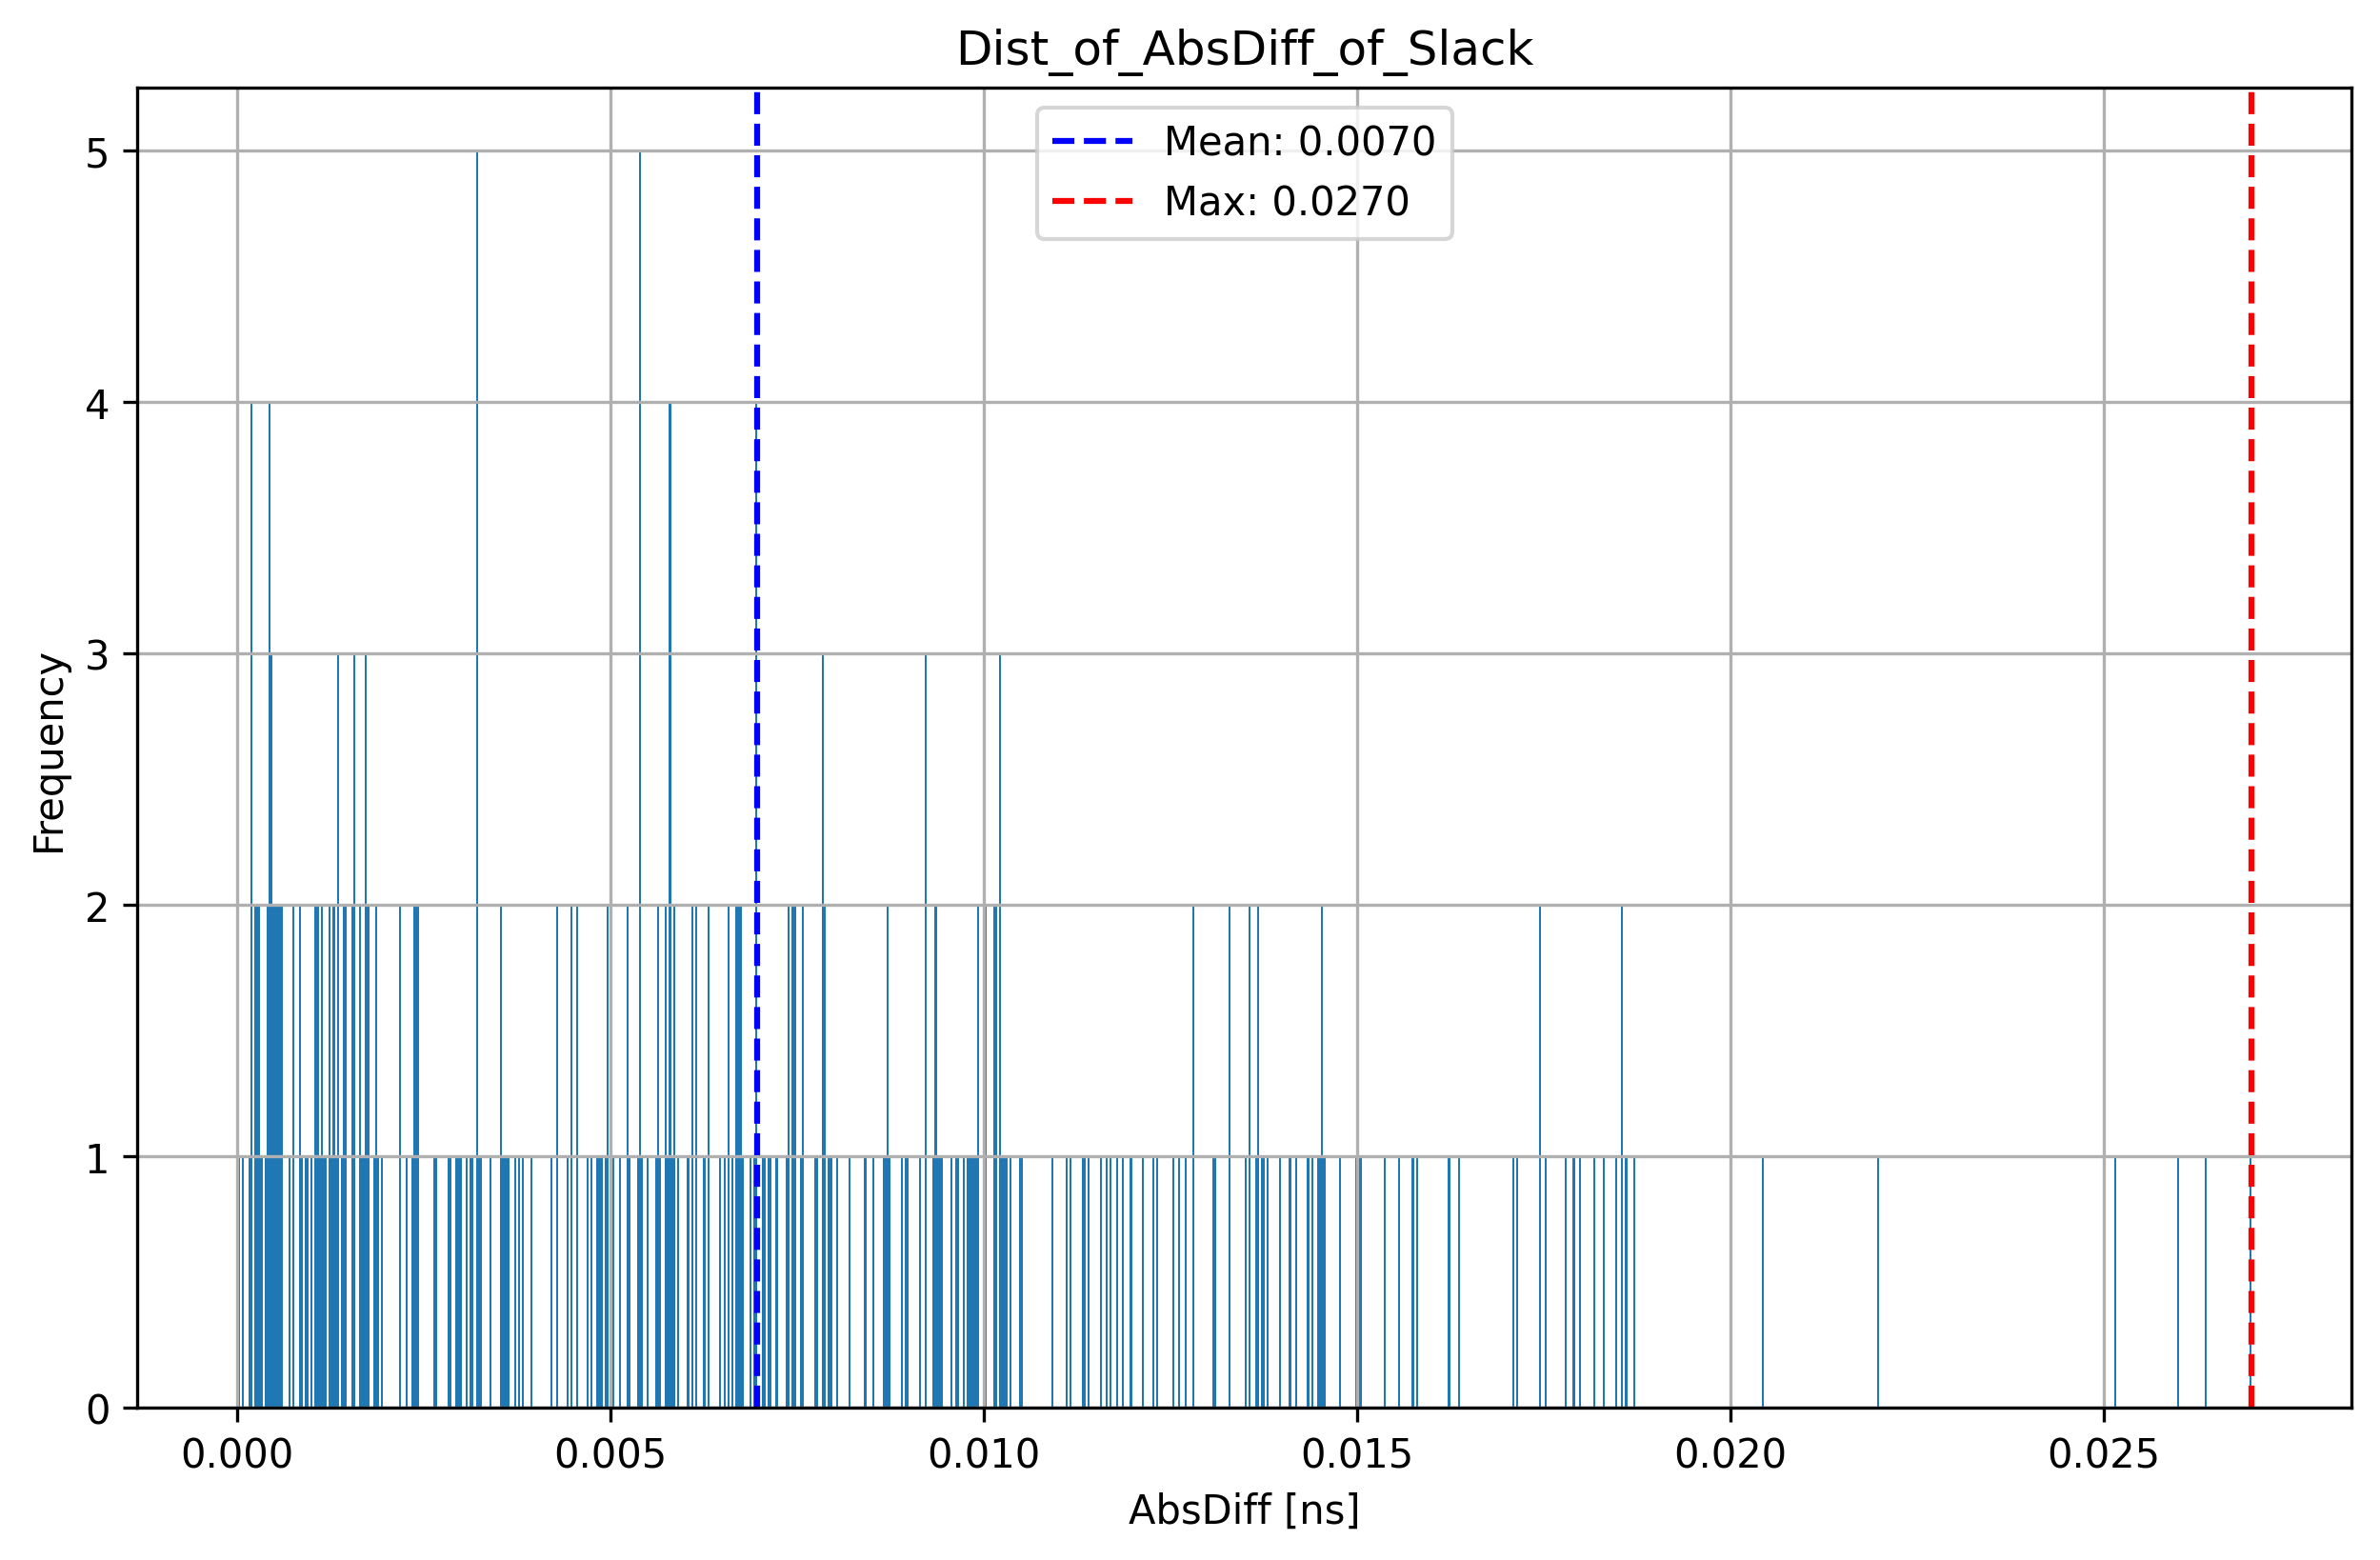 Dist_of_AbsDiff_of_Slack
Mean: 0.0070
Max: 0.0270
Frequency
5
4
3
2
1
0
0.000 0.005 0.010 0.015 0.020 0.025
AbsDiff [ns]